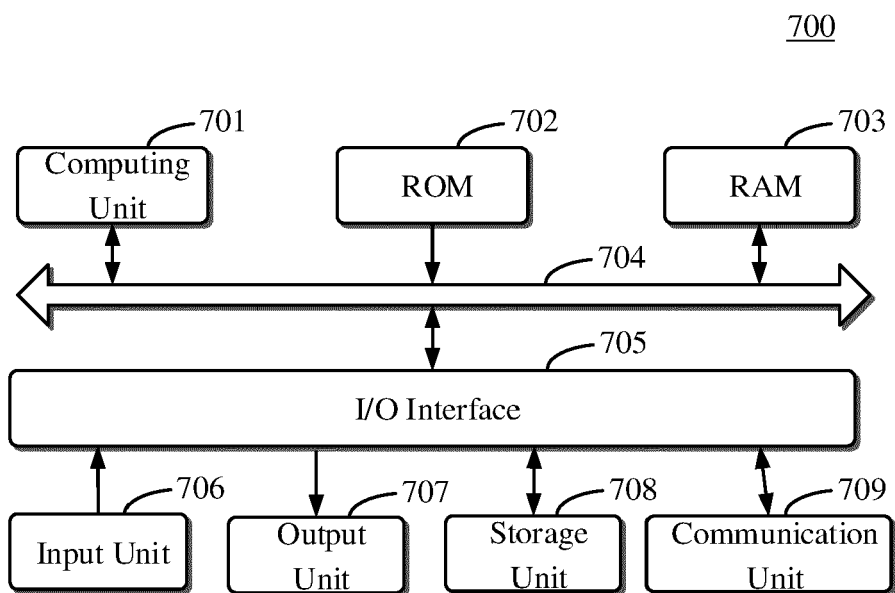 700
701
702
703
Computing
Unit
ROM
RAM
704
705
I/O Interface
706
707
708
709
Input Unit
Output
Unit
Storage
Unit
Communication
Unit